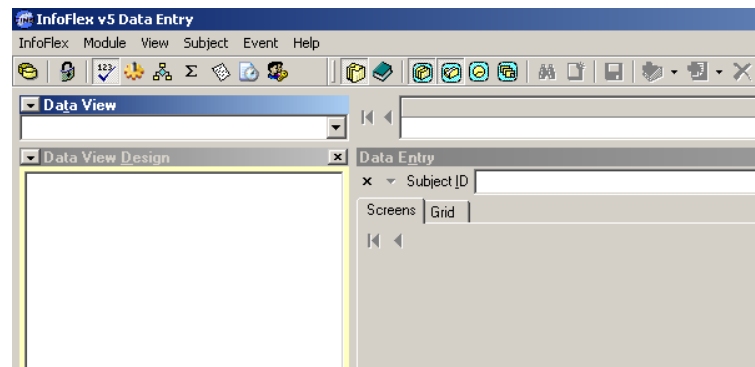 InfoFlex v5 Data Entry
InfoFlex Module View Subject Event Help
123 Σ
Data View
Data View Design
Data Entry
Subject ID
Screens Grid